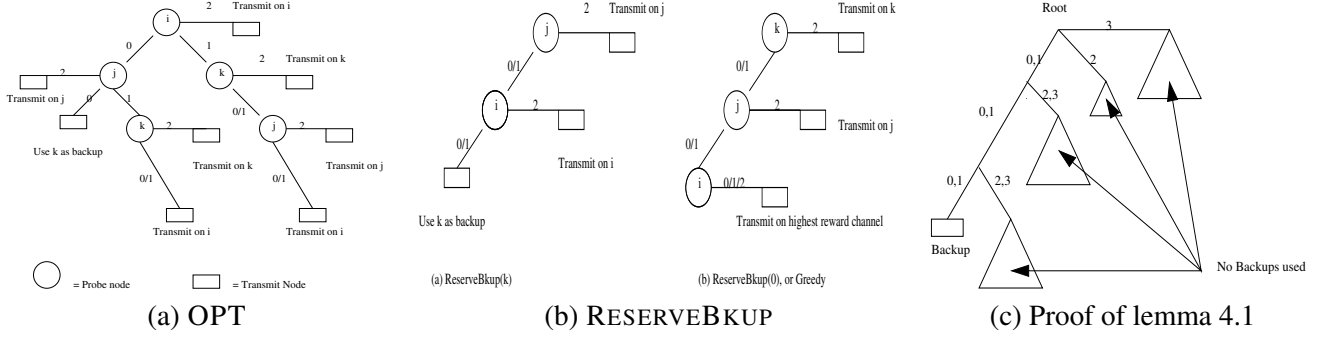 i
2
Transmit on i
0
1
j
2
Transmit on j
0
1
Use k as backup
k
2
Transmit on k
k
2
Transmit on k
0/1
j
2
Transmit on j
0/1
Transmit on i
0/1
Transmit on i
= Probe node
= Transmit Node
(a) OPT
j
2
Transmit on j
0/1
i
2
Transmit on i
0/1
Use k as backup
(a) ReserveBkup(k)
k
2
Transmit on k
0/1
j
2
Transmit on j
0/1
i
0/1/2
Transmit on highest reward channel
(b) ReserveBkup(0), or Greedy
(b) RESERVEBKUP
Root
3
0,1
2
0,1
2,3
0,1
2,3
Backup
No Backups used
(c) Proof of lemma 4.1